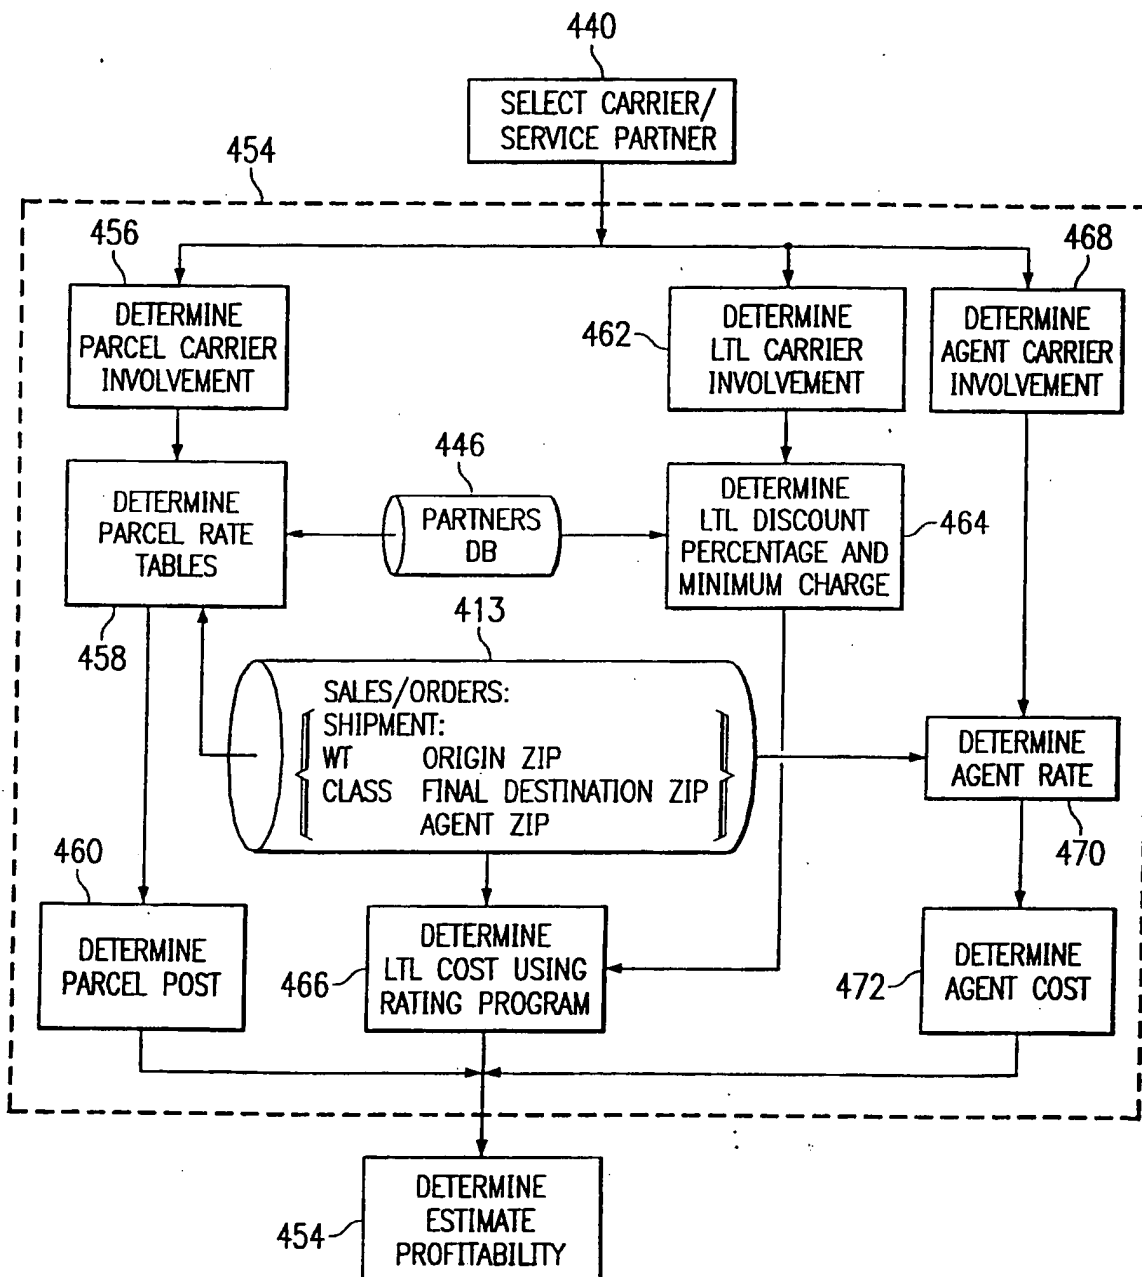 440
SELECT CARRIER/
SERVICE PARTNER
454
456
DETERMINE
PARCEL CARRIER
INVOLVEMENT
462
DETERMINE
LTL CARRIER
INVOLVEMENT
468
DETERMINE
AGENT CARRIER
INVOLVEMENT
DETERMINE
PARCEL RATE
TABLES
458
446
PARTNERS
DB
DETERMINE
LTL DISCOUNT
PERCENTAGE AND
MINIMUM CHARGE
464
413
SALES/ORDERS:
SHIPMENT:
WT ORIGIN ZIP
CLASS FINAL DESTINATION ZIP
AGENT ZIP
DETERMINE
AGENT RATE
470
460
DETERMINE
PARCEL POST
466
DETERMINE
LTL COST USING
RATING PROGRAM
472
DETERMINE
AGENT COST
454
DETERMINE
ESTIMATE
PROFITABILITY